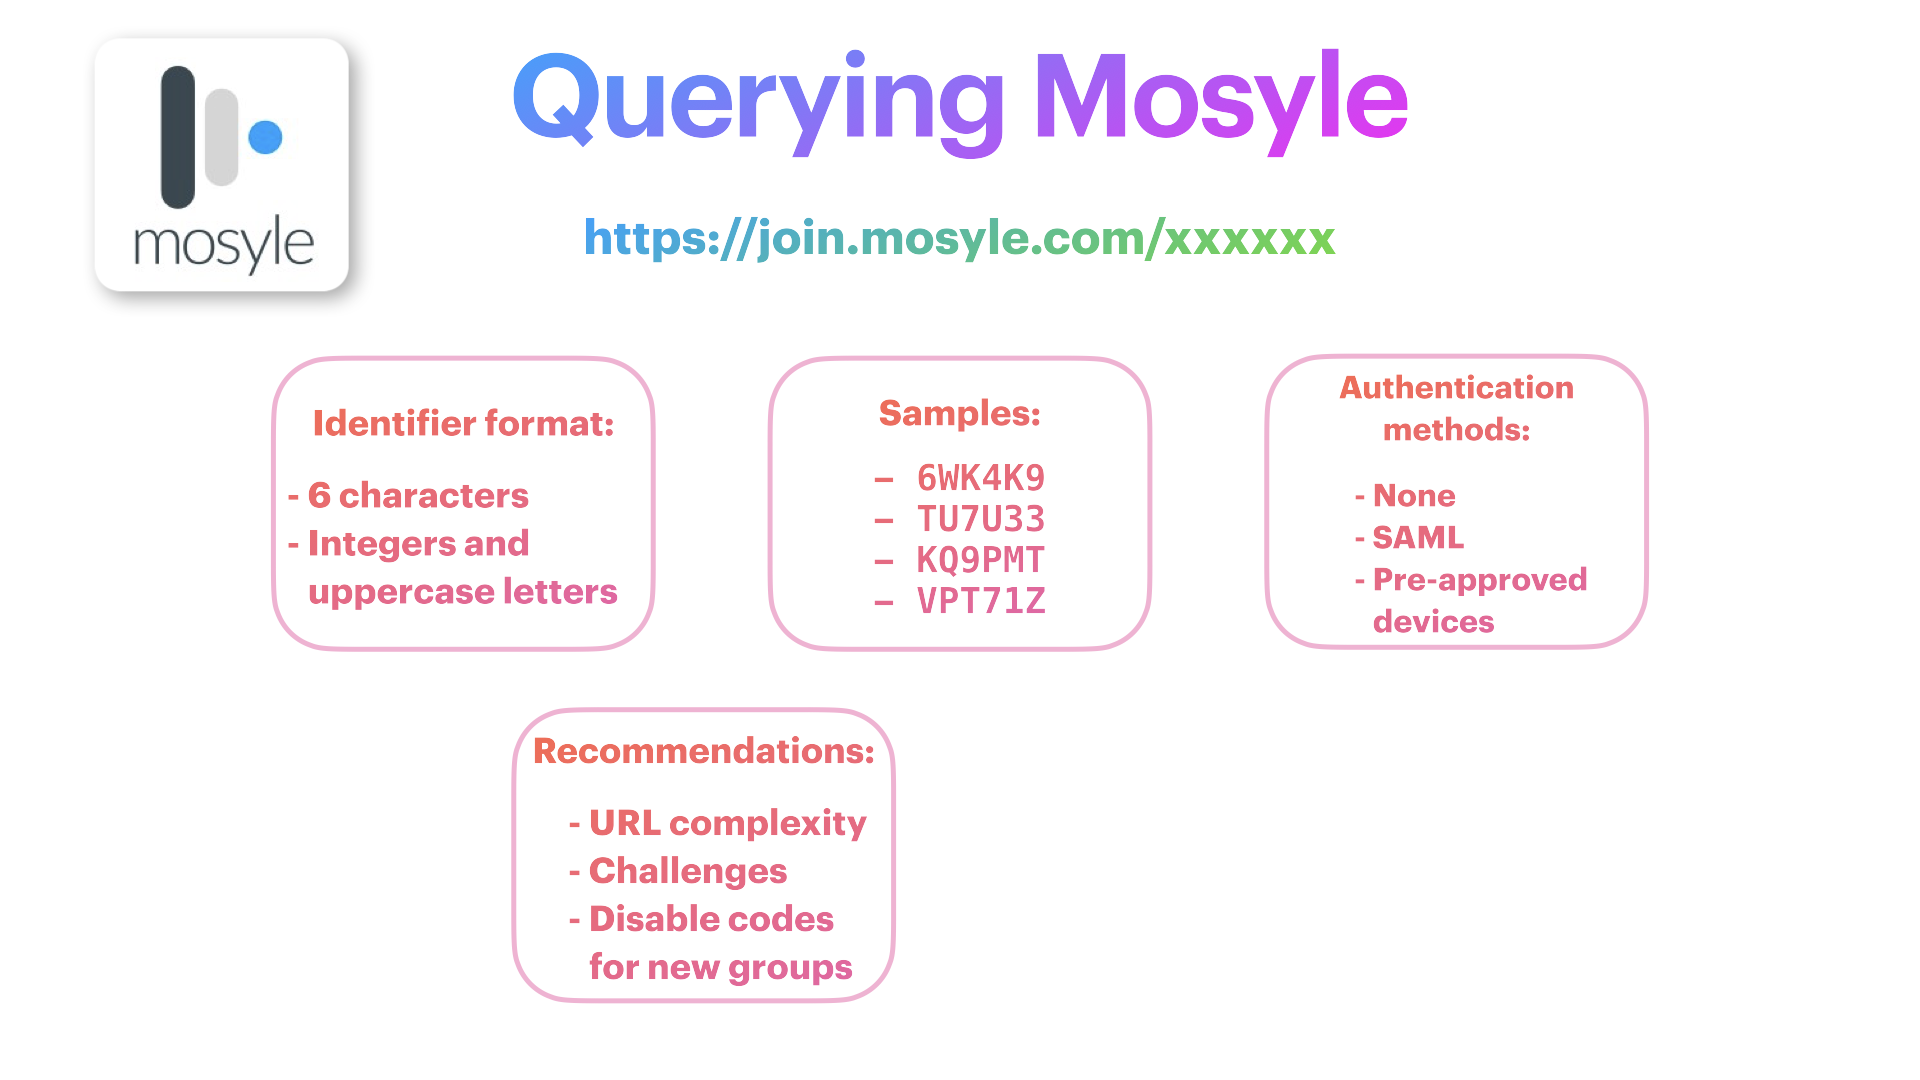 mosyle
Querying Mosyle
https://join.mosyle.com/xxxxxx
Identifier format:
- 6 characters
- Integers and
uppercase letters
Samples:
– 6WK4K9
– TU7U33
– KQ9PMT
– VPT71Z
Authentication
methods:
- None
- SAML
- Pre-approved
devices
Recommendations:
- URL complexity
- Challenges
- Disable codes
for new groups